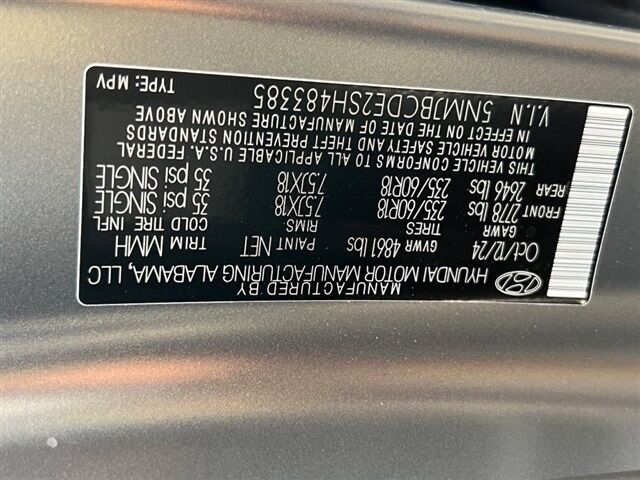 MANUFACTURED BY
HYUNDAI MOTOR MANUFACTURING ALABAMA, LLC
Oct/12/24 GVWR 4861 lbs PAINT NET TRIM MMH
GAWR TIRES RIMS COLD TIRE INFL
FRONT 2778 lbs 235/60R18 7.5JX18 35 psi SINGLE
REAR 2646 lbs 235/60R18 7.5JX18 35 psi SINGLE
THIS VEHICLE CONFORMS TO ALL APPLICABLE U.S.A. FEDERAL
MOTOR VEHICLE SAFETY AND THEFT PREVENTION STANDARDS
IN EFFECT ON THE DATE OF MANUFACTURE SHOWN ABOVE
V.I.N 5NMJBCDE2SH483385 TYPE: MPV